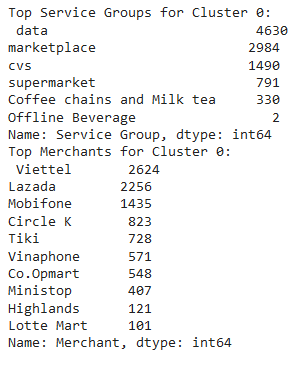 Top Service Groups for Cluster 0:
data 4630
marketplace 2984
cvs 1490
supermarket 791
Coffee chains and Milk tea 330
Offline Beverage 2
Name: Service Group, dtype: int64
Top Merchants for Cluster 0:
Viettel 2624
Lazada 2256
Mobifone 1435
Circle K 823
Tiki 728
Vinaphone 571
Co.Opmart 548
Ministop 407
Highlands 121
Lotte Mart 101
Name: Merchant, dtype: int64